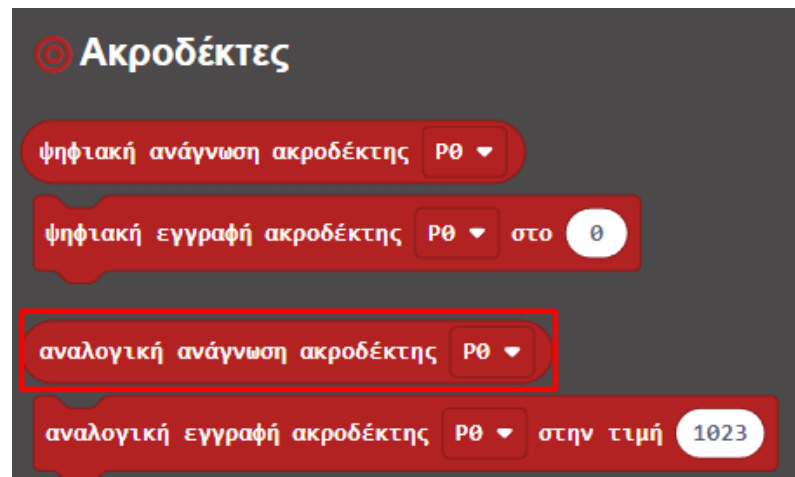 Ακροδέκτες
ψηφιακή ανάγνωση ακροδέκτης P0
ψηφιακή εγγραφή ακροδέκτης P0 στο 0
αναλογική ανάγνωση ακροδέκτης P0
αναλογική εγγραφή ακροδέκτης P0 στην τιμή 1023